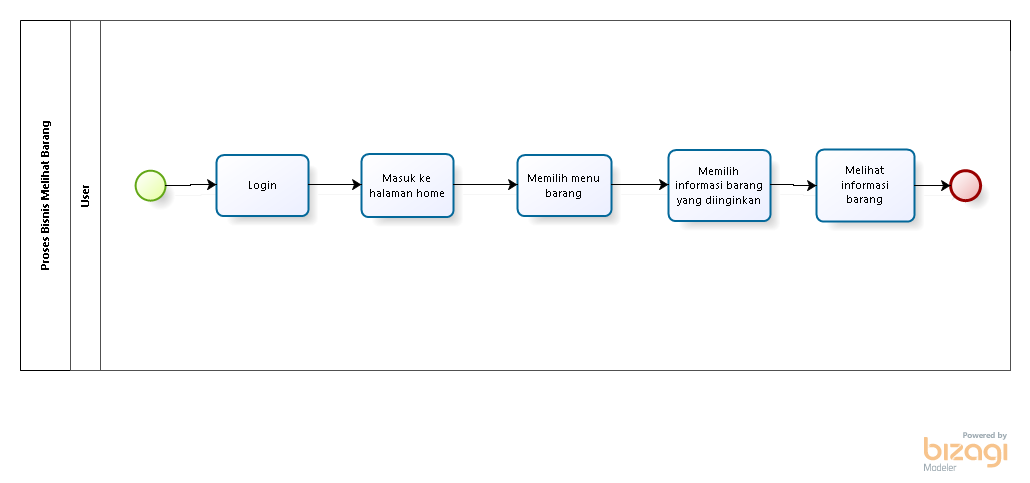 Proses Bisnis Melihat Barang
User
Login
Masuk ke
halaman home
Memilih menu
barang
Memilih
informasi barang
yang diinginkan
Melihat
informasi
barang
Powered by
bizagi
Modeler